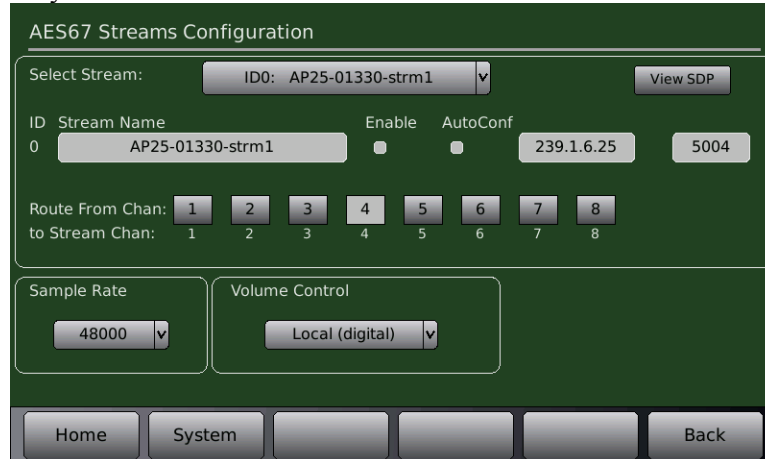 AES67 Streams Configuration
Select Stream: ID0: AP25-01330-strm1 v View SDP
ID Stream Name Enable AutoConf
0 AP25-01330-strm1 239.1.6.25 5004
Route From Chan: 1 2 3 4 5 6 7 8
to Stream Chan: 1 2 3 4 5 6 7 8
Sample Rate Volume Control
48000 v Local (digital) v
Home System Back